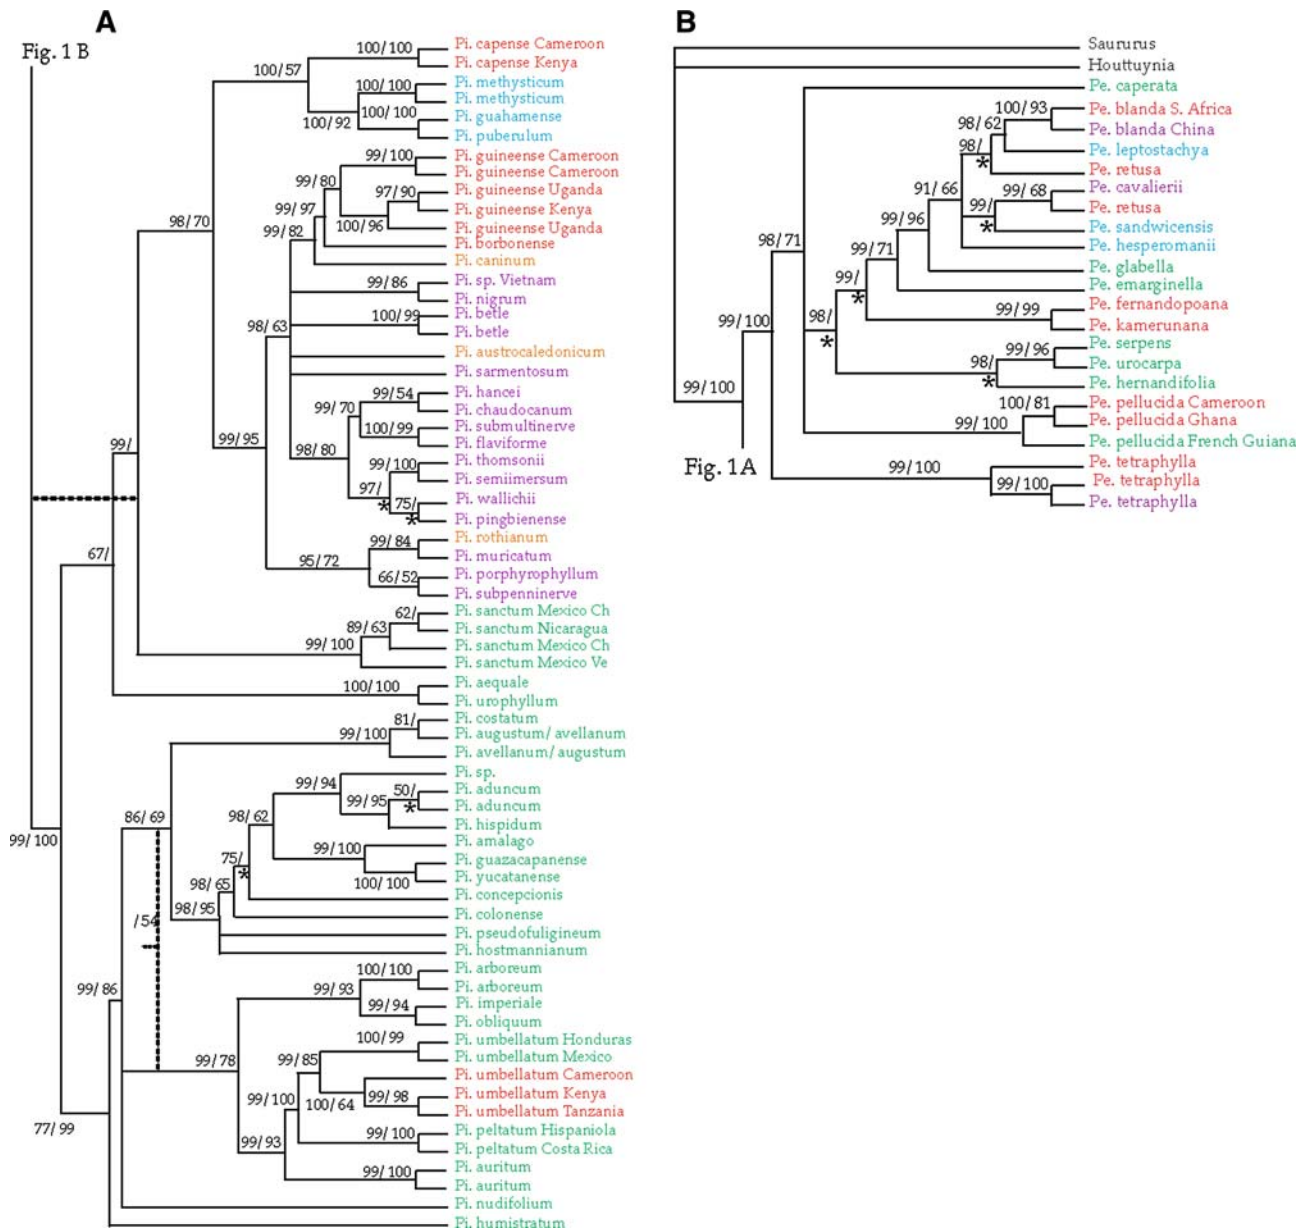 A
Fig. 1 B
Pi. capense Cameroon
100/100
Pi. capense Kenya
100/57
Pi. methysticum
100/100
Pi. methysticum
100/92
100/100
Pi. guahamense
Pi. puberulum
98/70
99/100
Pi. guineense Cameroon
Pi. guineense Cameroon
99/80
97/90
Pi. guineense Uganda
Pi. guineense Kenya
99/97
100/96
Pi. guineense Uganda
99/82
Pi. borbonense
Pi. caninum
99/86
Pi. sp. Vietnam
Pi. nigrum
100/99
Pi. betle
98/63
Pi. betle
Pi. austrocaledonicum
Pi. sarmentosum
99/54
Pi. hancei
99/70
Pi. chaudocanum
100/99
Pi. submultinerve
99/95
98/80
Pi. flaviforme
99/100
Pi. thomsonii
Pi. semiimersum
97/
*
75/
*
Pi. wallichii
Pi. pingbienense
99/84
Pi. rothianum
95/72
Pi. muricatum
66/52
Pi. porphyrophyllum
Pi. subpenninerve
99/
67/
62/
Pi. sanctum Mexico Ch
89/63
Pi. sanctum Nicaragua
99/100
Pi. sanctum Mexico Ch
Pi. sanctum Mexico Ve
100/100
Pi. aequale
Pi. urophyllum
81/
Pi. costatum
99/100
Pi. augustum/ avellanum
Pi. avellanum/ augustum
99/94
Pi. sp.
50/
*
Pi. aduncum
99/95
Pi. aduncum
86/69
98/62
Pi. hispidum
99/100
99/100
Pi. amalago
75/
*
Pi. guazacapanense
100/100
Pi. yucatanense
98/65
Pi. concepcionis
98/95
Pi. colonense
/54
Pi. pseudofuligineum
Pi. hostmannianum
100/100
Pi. arboreum
99/86
99/93
Pi. arboreum
99/94
Pi. imperiale
Pi. obliquum
100/99
Pi. umbellatum Honduras
99/78
99/85
Pi. umbellatum Mexico
Pi. umbellatum Cameroon
99/100
100/64
99/98
Pi. umbellatum Kenya
Pi. umbellatum Tanzania
77/99
99/93
99/100
Pi. peltatum Hispaniola
Pi. peltatum Costa Rica
99/100
Pi. auritum
Pi. auritum
Pi. nudifolium
Pi. humistratum
B
Saururus
Houttuynia
Pe. caperata
100/93
Pe. blanda S. Africa
98/62
Pe. blanda China
98/
*
Pe. leptostachya
Pe. retusa
91/66
99/68
Pe. cavalierii
99/
*
Pe. retusa
99/96
Pe. sandwicensis
98/71
99/71
Pe. hesperomanii
Pe. glabella
99/
*
Pe. emarginella
99/99
Pe. fernandopoana
98/
*
Pe. kamerunana
99/100
99/96
Pe. serpens
98/
*
Pe. urocarpa
Pe. hernandifolia
99/100
100/81
Pe. pellucida Cameroon
99/100
Pe. pellucida Ghana
Pe. pellucida French Guiana
Fig. 1A
99/100
Pe. tetraphylla
99/100
Pe. tetraphylla
Pe. tetraphylla